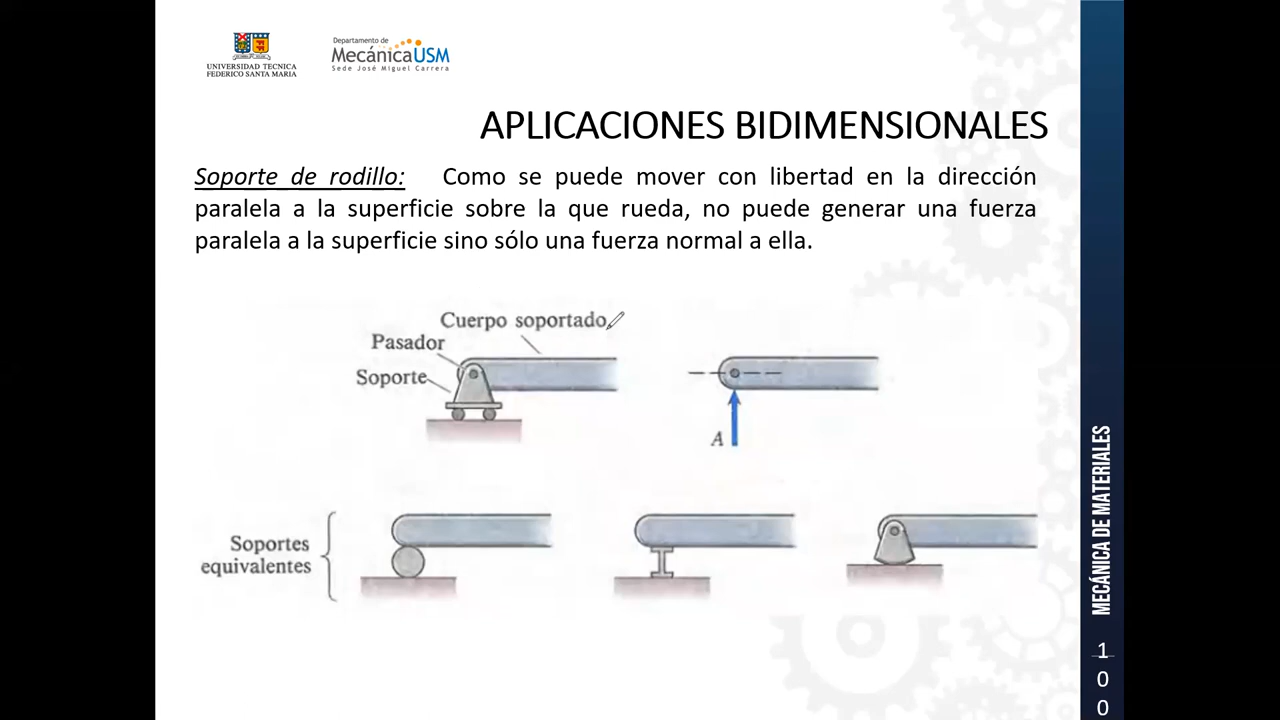 UNIVERSIDAD TECNICA
FEDERICO SANTA MARIA
Departamento de
MecánicaUSM
Sede José Miguel Carrera
APLICACIONES BIDIMENSIONALES
Soporte de rodillo: Como se puede mover con libertad en la dirección
paralela a la superficie sobre la que rueda, no puede generar una fuerza
paralela a la superficie sino sólo una fuerza normal a ella.
Cuerpo soportado
Pasador
Soporte
A
Soportes
equivalentes
MECÁNICA DE MATERIALES
1
0
0